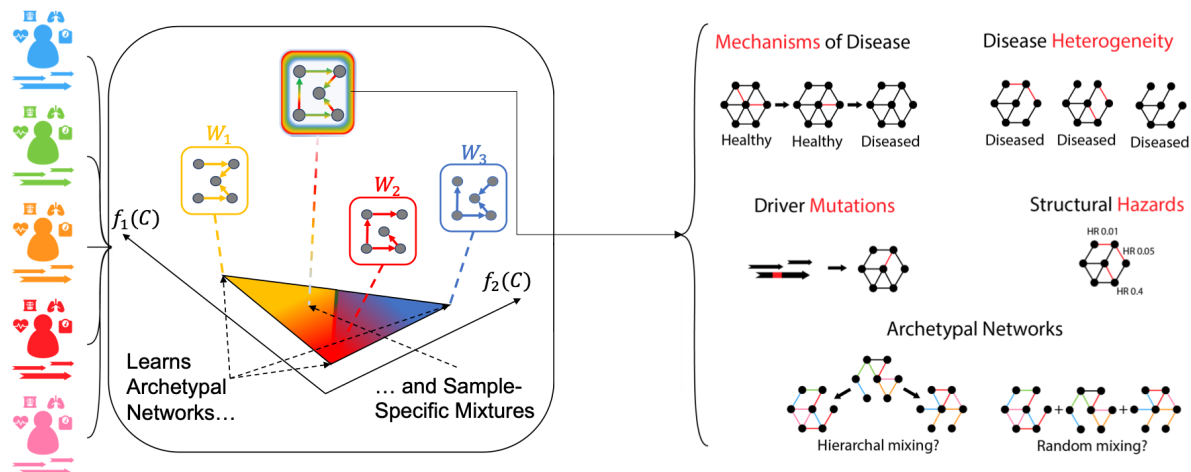 W₁
W₂
W₃
f₁(C)
f₂(C)
Learns
Archetypal
Networks…
… and Sample-
Specific Mixtures
Mechanisms of Disease
Healthy
Healthy
Diseased
Disease Heterogeneity
Diseased
Diseased
Diseased
Driver Mutations
Structural Hazards
HR 0.01
HR 0.05
HR 0.4
Archetypal Networks
Hierarchal mixing?
Random mixing?